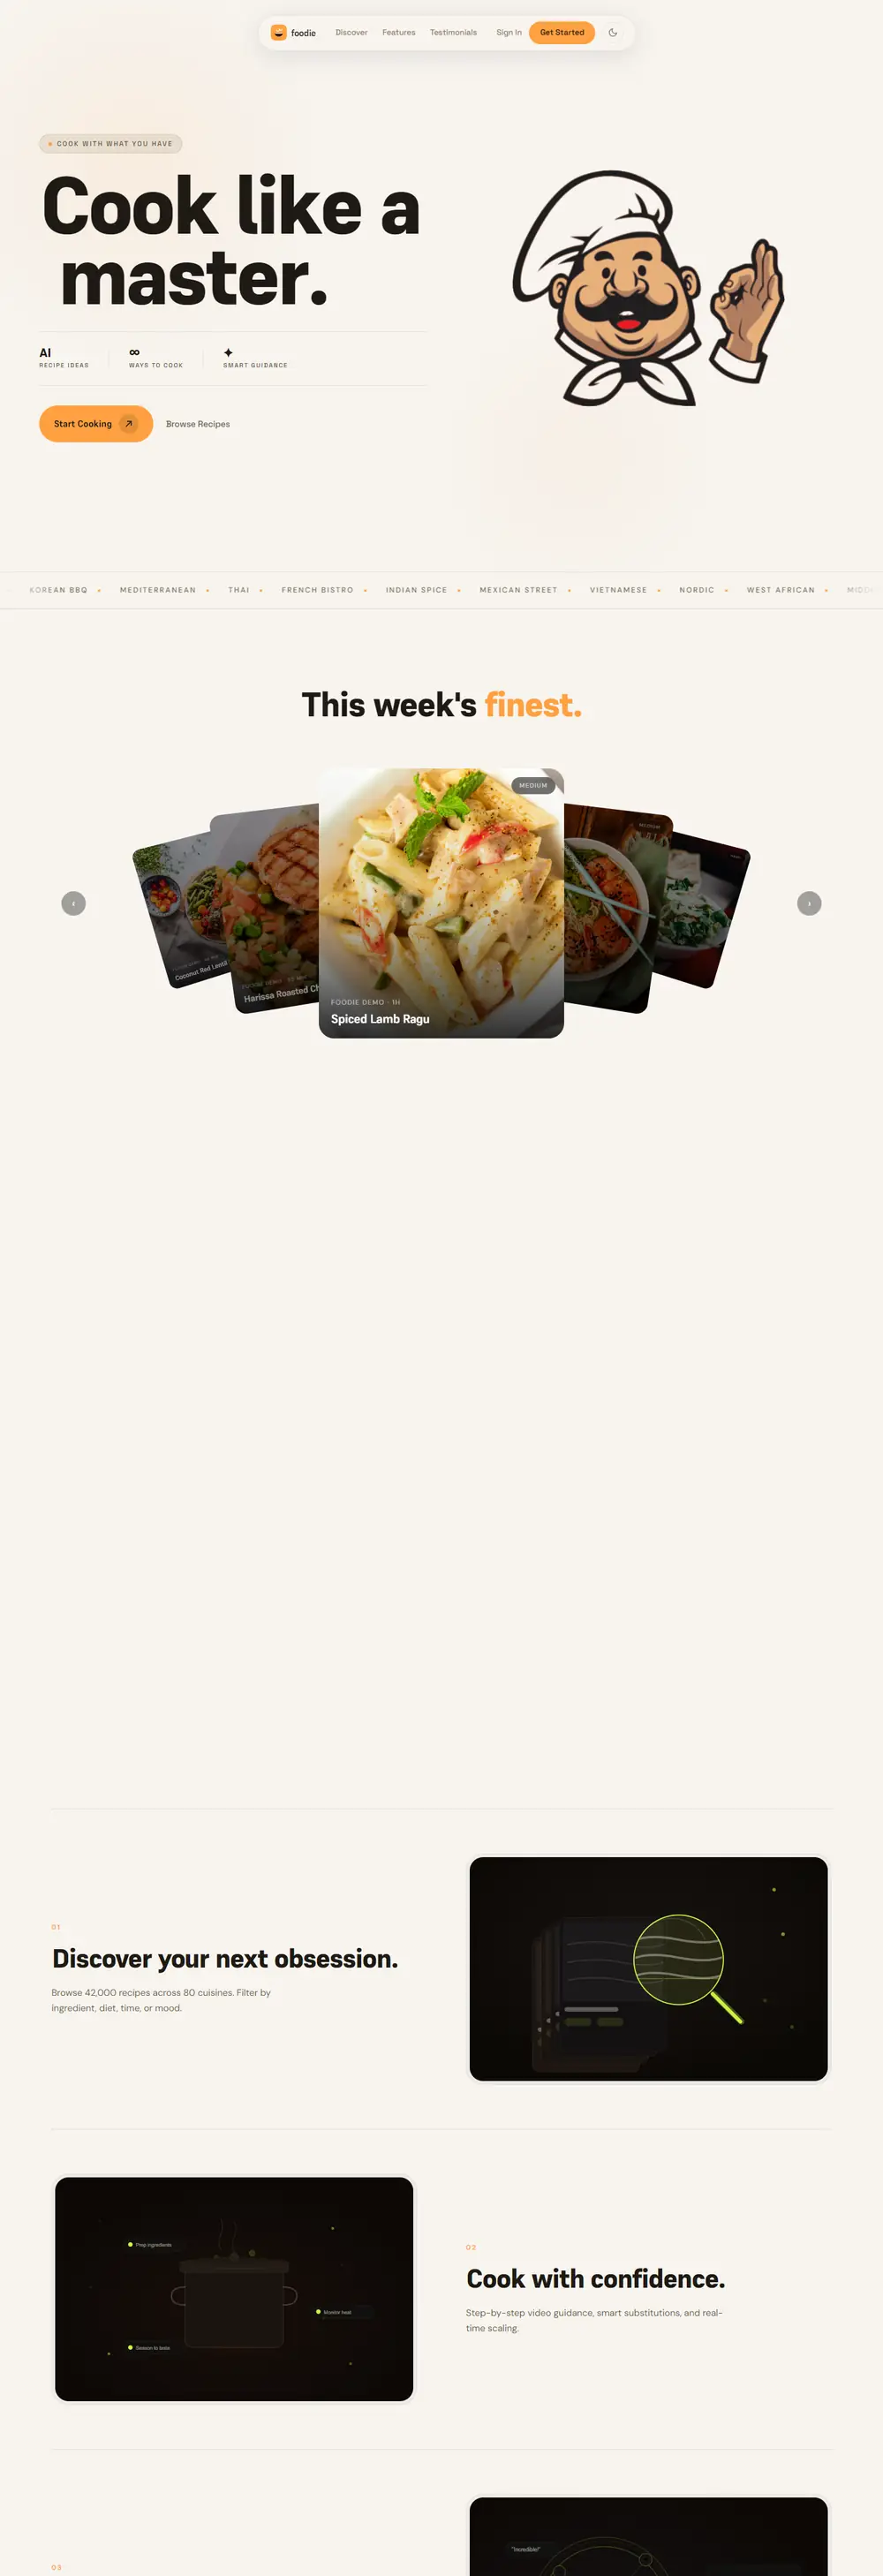 foodie Discover Features Testimonials Sign In Get Started
COOK WITH WHAT YOU HAVE
Cook like a
master.
AI ∞ ✦
RECIPE IDEAS WAYS TO COOK SMART GUIDANCE
Start Cooking Browse Recipes
KOREAN BBQ • MEDITERRANEAN • THAI • FRENCH BISTRO • INDIAN SPICE • MEXICAN STREET • VIETNAMESE • NORDIC • WEST AFRICAN •
This week's finest.
MEDIUM
Coconut Red Lentil
Harissa Roasted Ch
FOODIE DEMO · 1H
Spiced Lamb Ragu
01
Discover your next obsession.
Browse 42,000 recipes across 80 cuisines. Filter by
ingredient, diet, time, or mood.
Prep ingredients
Monitor heat
Season to taste
02
Cook with confidence.
Step-by-step video guidance, smart substitutions, and real-
time scaling.
03
"Incredible!"